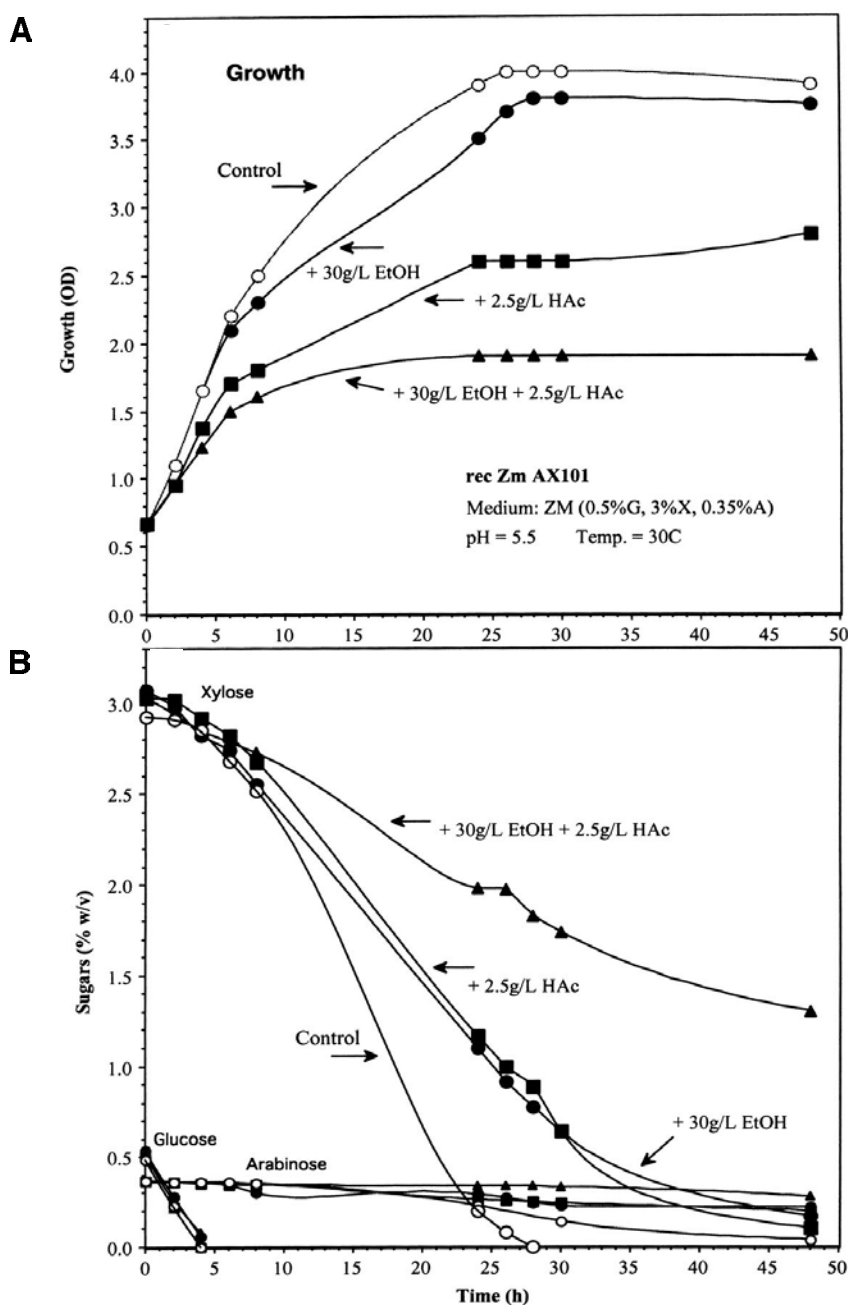 A
Growth
4.0
3.5
3.0
2.5
2.0
1.5
1.0
0.5
0.0
Growth (OD)
Control
+ 30g/L EtOH
+ 2.5g/L HAc
+ 30g/L EtOH + 2.5g/L HAc
rec Zm AX101
Medium: ZM (0.5%G, 3%X, 0.35%A)
pH = 5.5 Temp. = 30C
0 5 10 15 20 25 30 35 40 45 50
B
3.0
2.5
2.0
1.5
1.0
0.5
0.0
Sugars (% w/v)
Xylose
+ 30g/L EtOH + 2.5g/L HAc
+ 2.5g/L HAc
Control
+ 30g/L EtOH
Glucose
Arabinose
0 5 10 15 20 25 30 35 40 45 50
Time (h)